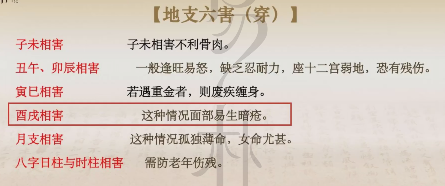 【地支六害（穿）】
子未相害 子未相害不利骨肉。
丑午、卯辰相害 一般逢旺易怒，缺乏忍耐力，座十二宫弱地，恐有残伤。
寅巳相害 若遇重金者，则废疾缠身。
酉戌相害 这种情况面部易生暗疮。
月支相害 这种情况孤独薄命，女命尤甚。
八字日柱与时柱相害 需防老年伤残。